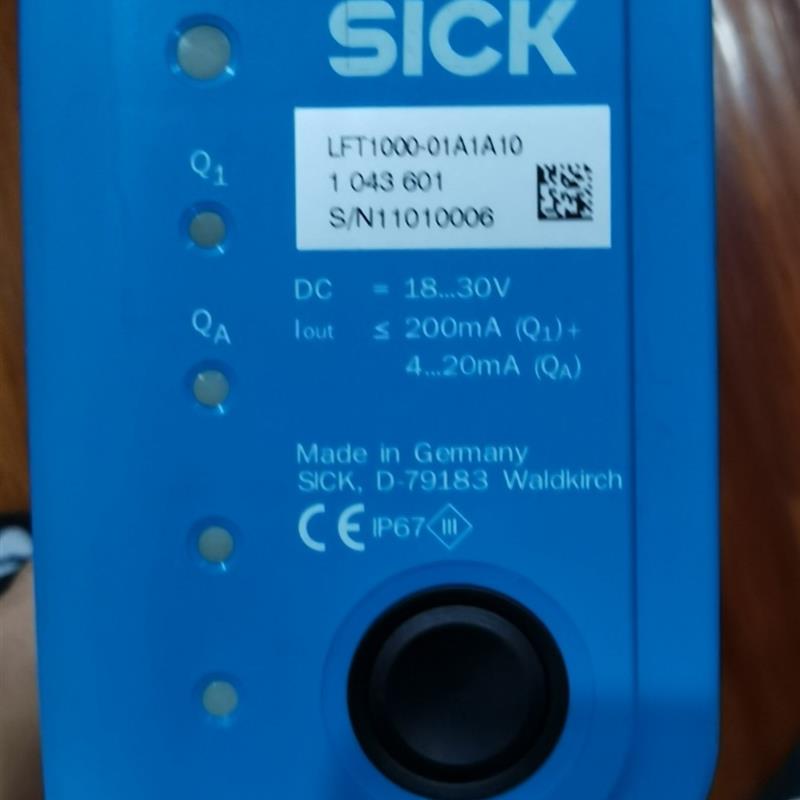 SICK
LFT1000-01A1A10
1 043 601
S/N11010006
Q1
DC = 18...30V
QA
Iout ≤ 200mA (Q1)+
4...20mA (QA)
Made in Germany
SICK, D-79183 Waldkirch
CE IP67 III